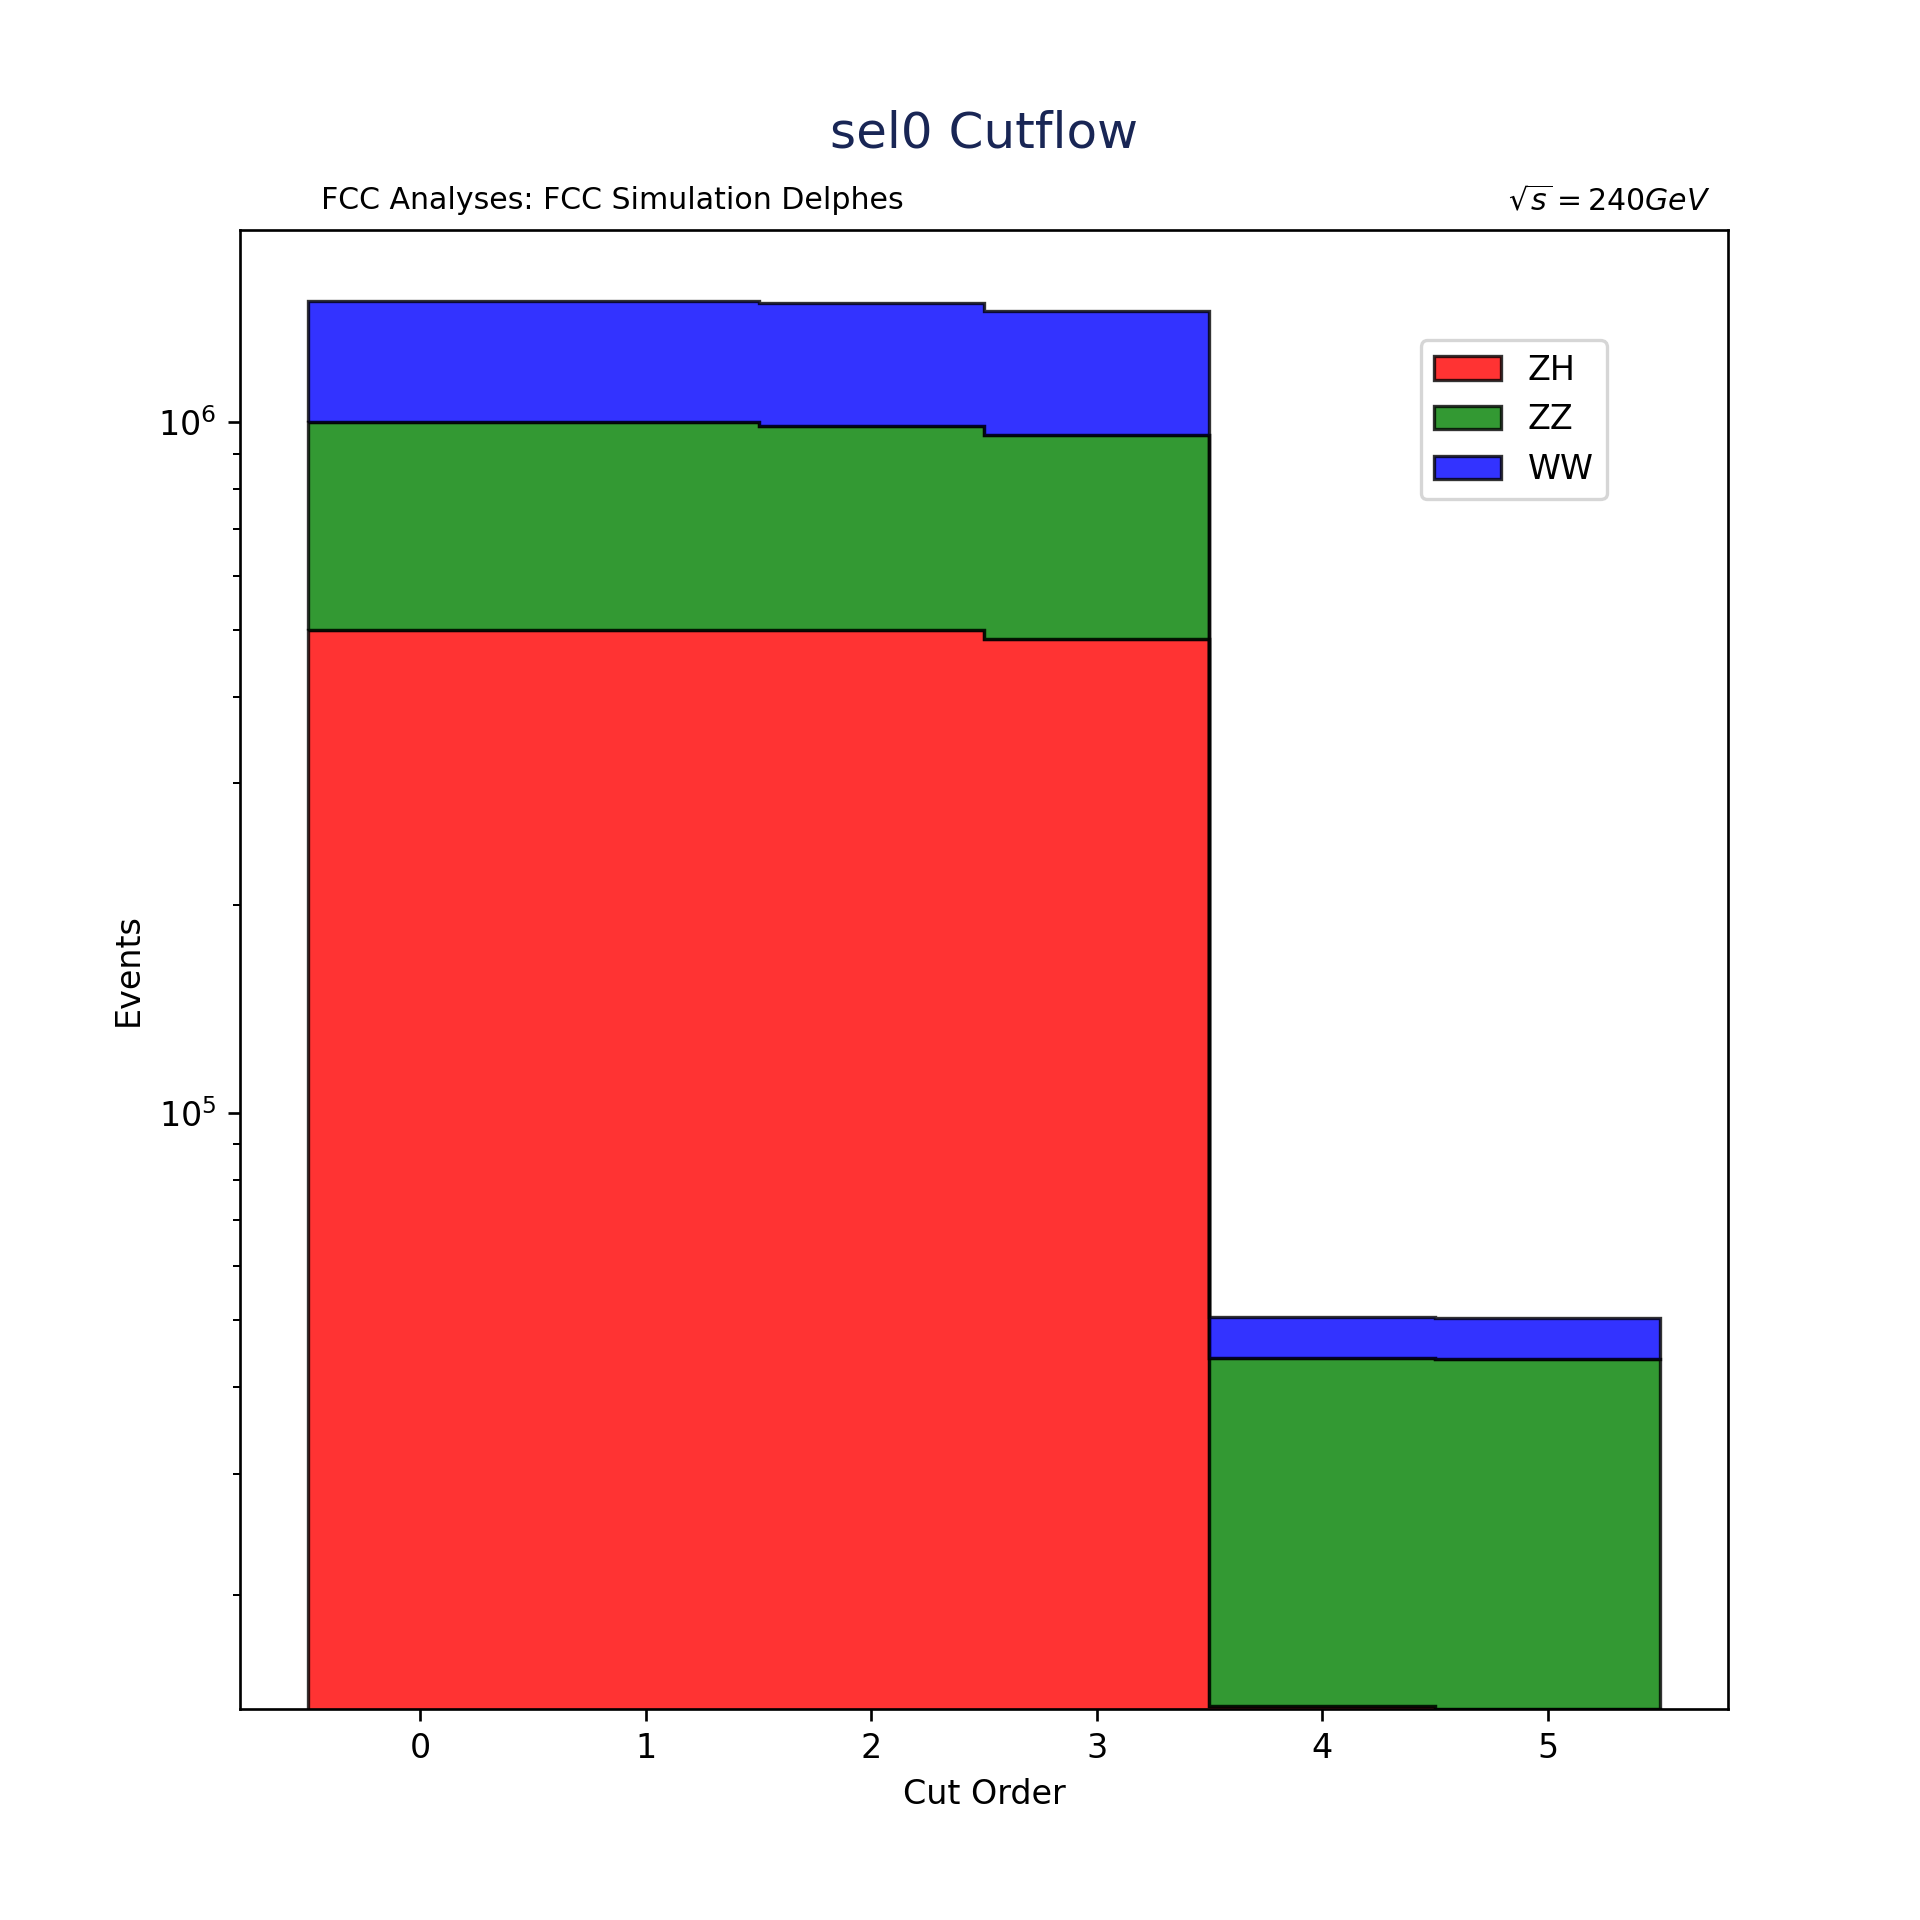 sel0 Cutflow
FCC Analyses: FCC Simulation Delphes
√s = 240GeV
ZH
ZZ
WW
10⁶
10⁵
Events
0 1 2 3 4 5
Cut Order